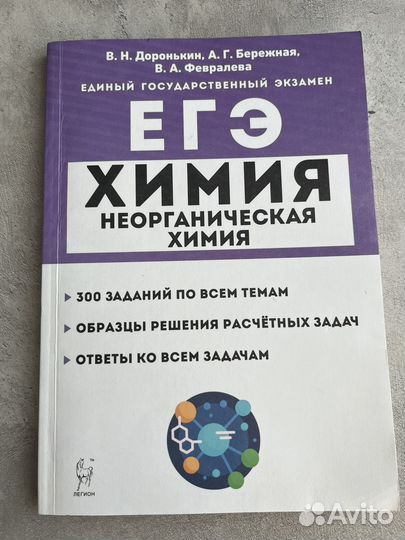 В. Н. Доронькин, А. Г. Бережная,
В. А. Февралева
ЕДИНЫЙ ГОСУДАРСТВЕННЫЙ ЭКЗАМЕН
ЕГЭ
ХИМИЯ
НЕОРГАНИЧЕСКАЯ
ХИМИЯ
300 ЗАДАНИЙ ПО ВСЕМ ТЕМАМ
ОБРАЗЦЫ РЕШЕНИЯ РАСЧЁТНЫХ ЗАДАЧ
ОТВЕТЫ КО ВСЕМ ЗАДАЧАМ
ЛЕГИОН
Avito